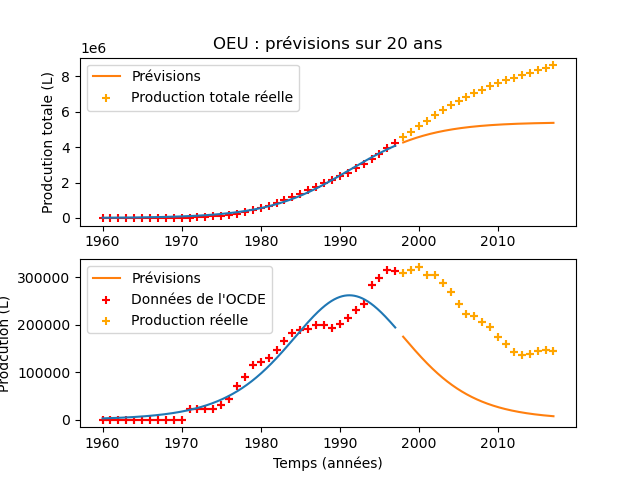 OEU : prévisions sur 20 ans
1e6
Prodcution totale (L)
8
6
4
2
0
Prévisions
Production totale réelle
1960 1970 1980 1990 2000 2010
Prodcution (L)
300000
200000
100000
0
Prévisions
Données de l'OCDE
Production réelle
1960 1970 1980 1990 2000 2010
Temps (années)